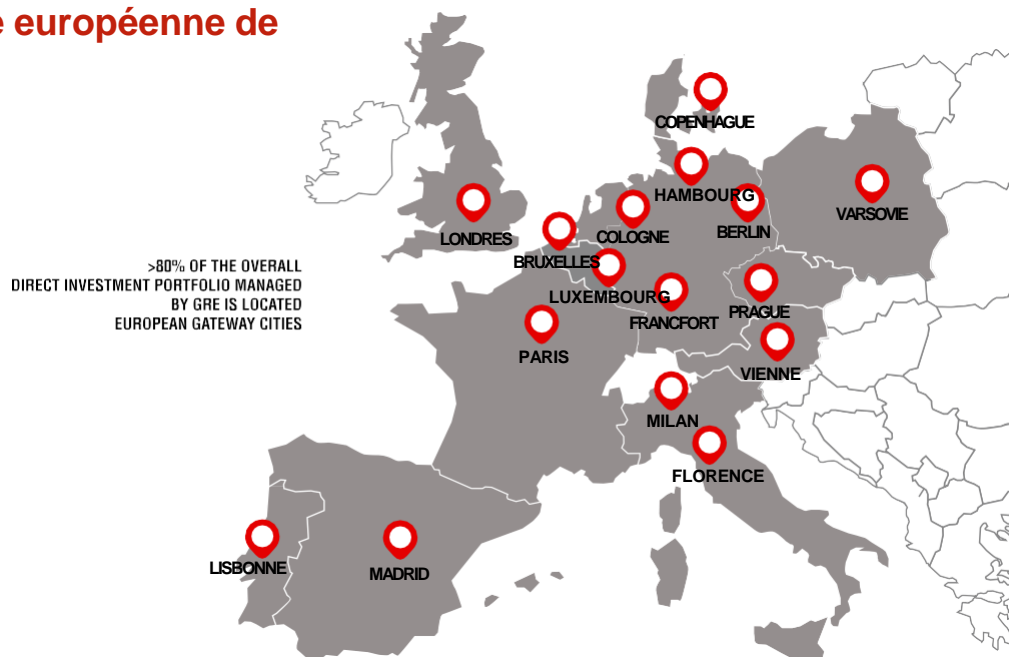 e européenne de
COPENHAGUE
HAMBOURG
VARSOVIE
BERLIN
COLOGNE
LONDRES
BRUXELLES
>80% OF THE OVERALL
DIRECT INVESTMENT PORTFOLIO MANAGED
BY GRE IS LOCATED
EUROPEAN GATEWAY CITIES
LUXEMBOURG
PRAGUE
FRANCFORT
PARIS
VIENNE
MILAN
FLORENCE
LISBONNE
MADRID